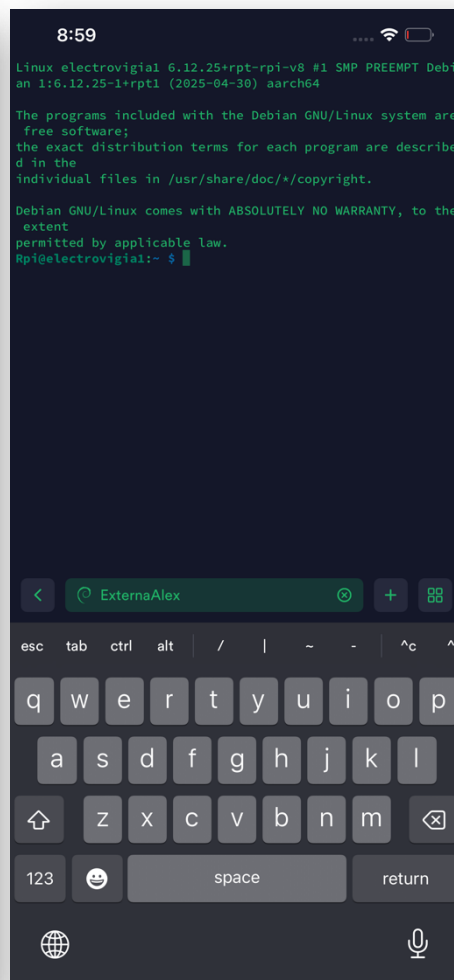 8:59
Linux electrovigia1 6.12.25+rpt-rpi-v8 #1 SMP PREEMPT Debi
an 1:6.12.25-1+rpt1 (2025-04-30) aarch64
The programs included with the Debian GNU/Linux system are
free software;
the exact distribution terms for each program are describe
d in the
individual files in /usr/share/doc/*/copyright.
Debian GNU/Linux comes with ABSOLUTELY NO WARRANTY, to the
extent
permitted by applicable law.
Rpi@electrovigia1:~ $
ExternaAlex
esc tab ctrl alt / | ~ - ^c ^
q w e r t y u i o p
a s d f g h j k l
z x c v b n m
123 space return